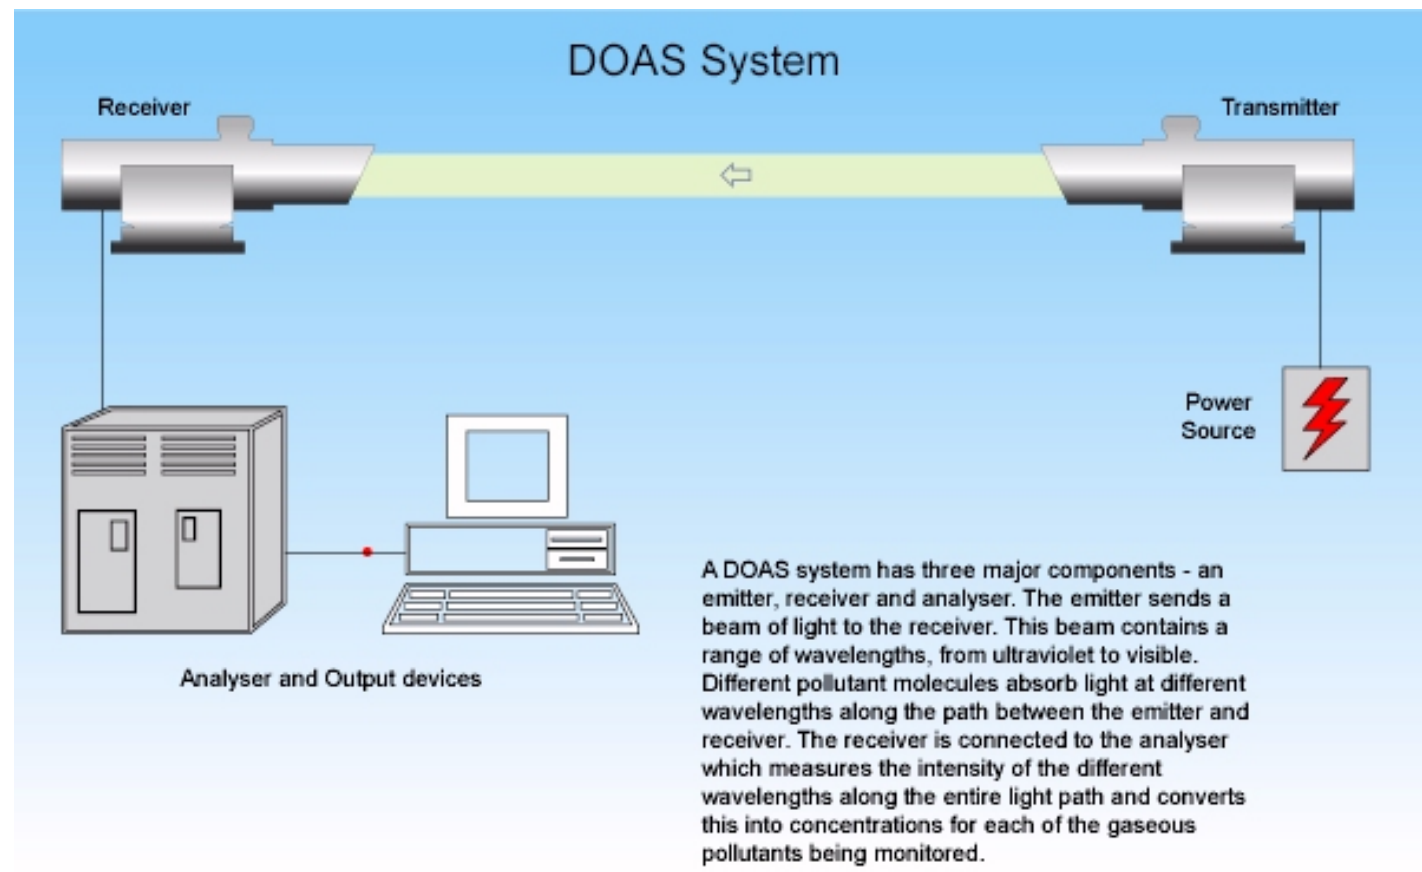 DOAS System
Receiver
Transmitter
Power
Source
Analyser and Output devices
A DOAS system has three major components - an
emitter, receiver and analyser. The emitter sends a
beam of light to the receiver. This beam contains a
range of wavelengths, from ultraviolet to visible.
Different pollutant molecules absorb light at different
wavelengths along the path between the emitter and
receiver. The receiver is connected to the analyser
which measures the intensity of the different
wavelengths along the entire light path and converts
this into concentrations for each of the gaseous
pollutants being monitored.